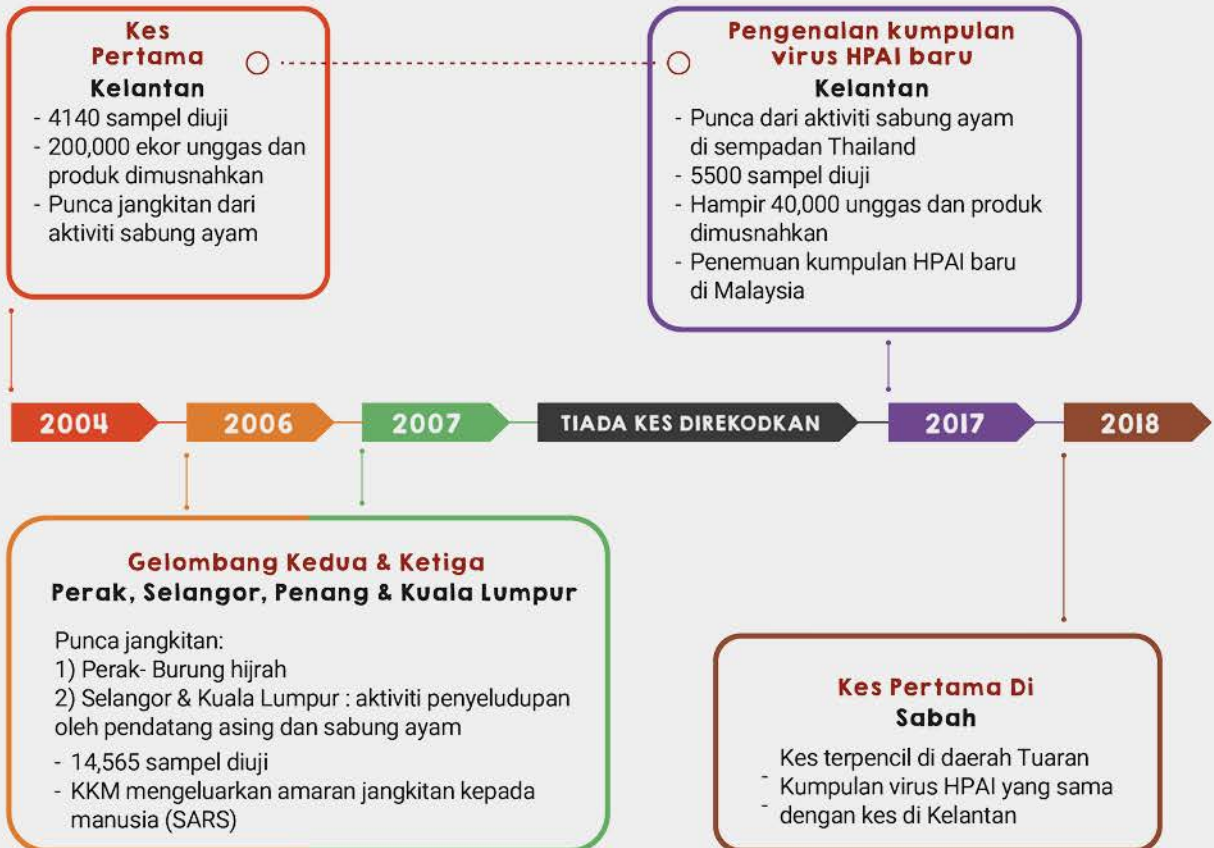 Kes
Pertama
Kelantan
- 4140 sampel diuji
- 200,000 ekor unggas dan
produk dimusnahkan
- Punca jangkitan dari
aktiviti sabung ayam
Pengenalan kumpulan
virus HPAI baru
Kelantan
- Punca dari aktiviti sabung ayam
di sempadan Thailand
- 5500 sampel diuji
- Hampir 40,000 unggas dan produk
dimusnahkan
- Penemuan kumpulan HPAI baru
di Malaysia
2004
2006
2007
TIADA KES DIREKODKAN
2017
2018
Gelombang Kedua & Ketiga
Perak, Selangor, Penang & Kuala Lumpur
Punca jangkitan:
1) Perak- Burung hijrah
2) Selangor & Kuala Lumpur : aktiviti penyeludupan
oleh pendatang asing dan sabung ayam
- 14,565 sampel diuji
- KKM mengeluarkan amaran jangkitan kepada
manusia (SARS)
Kes Pertama Di
Sabah
Kes terpencil di daerah Tuaran
- Kumpulan virus HPAI yang sama
- dengan kes di Kelantan